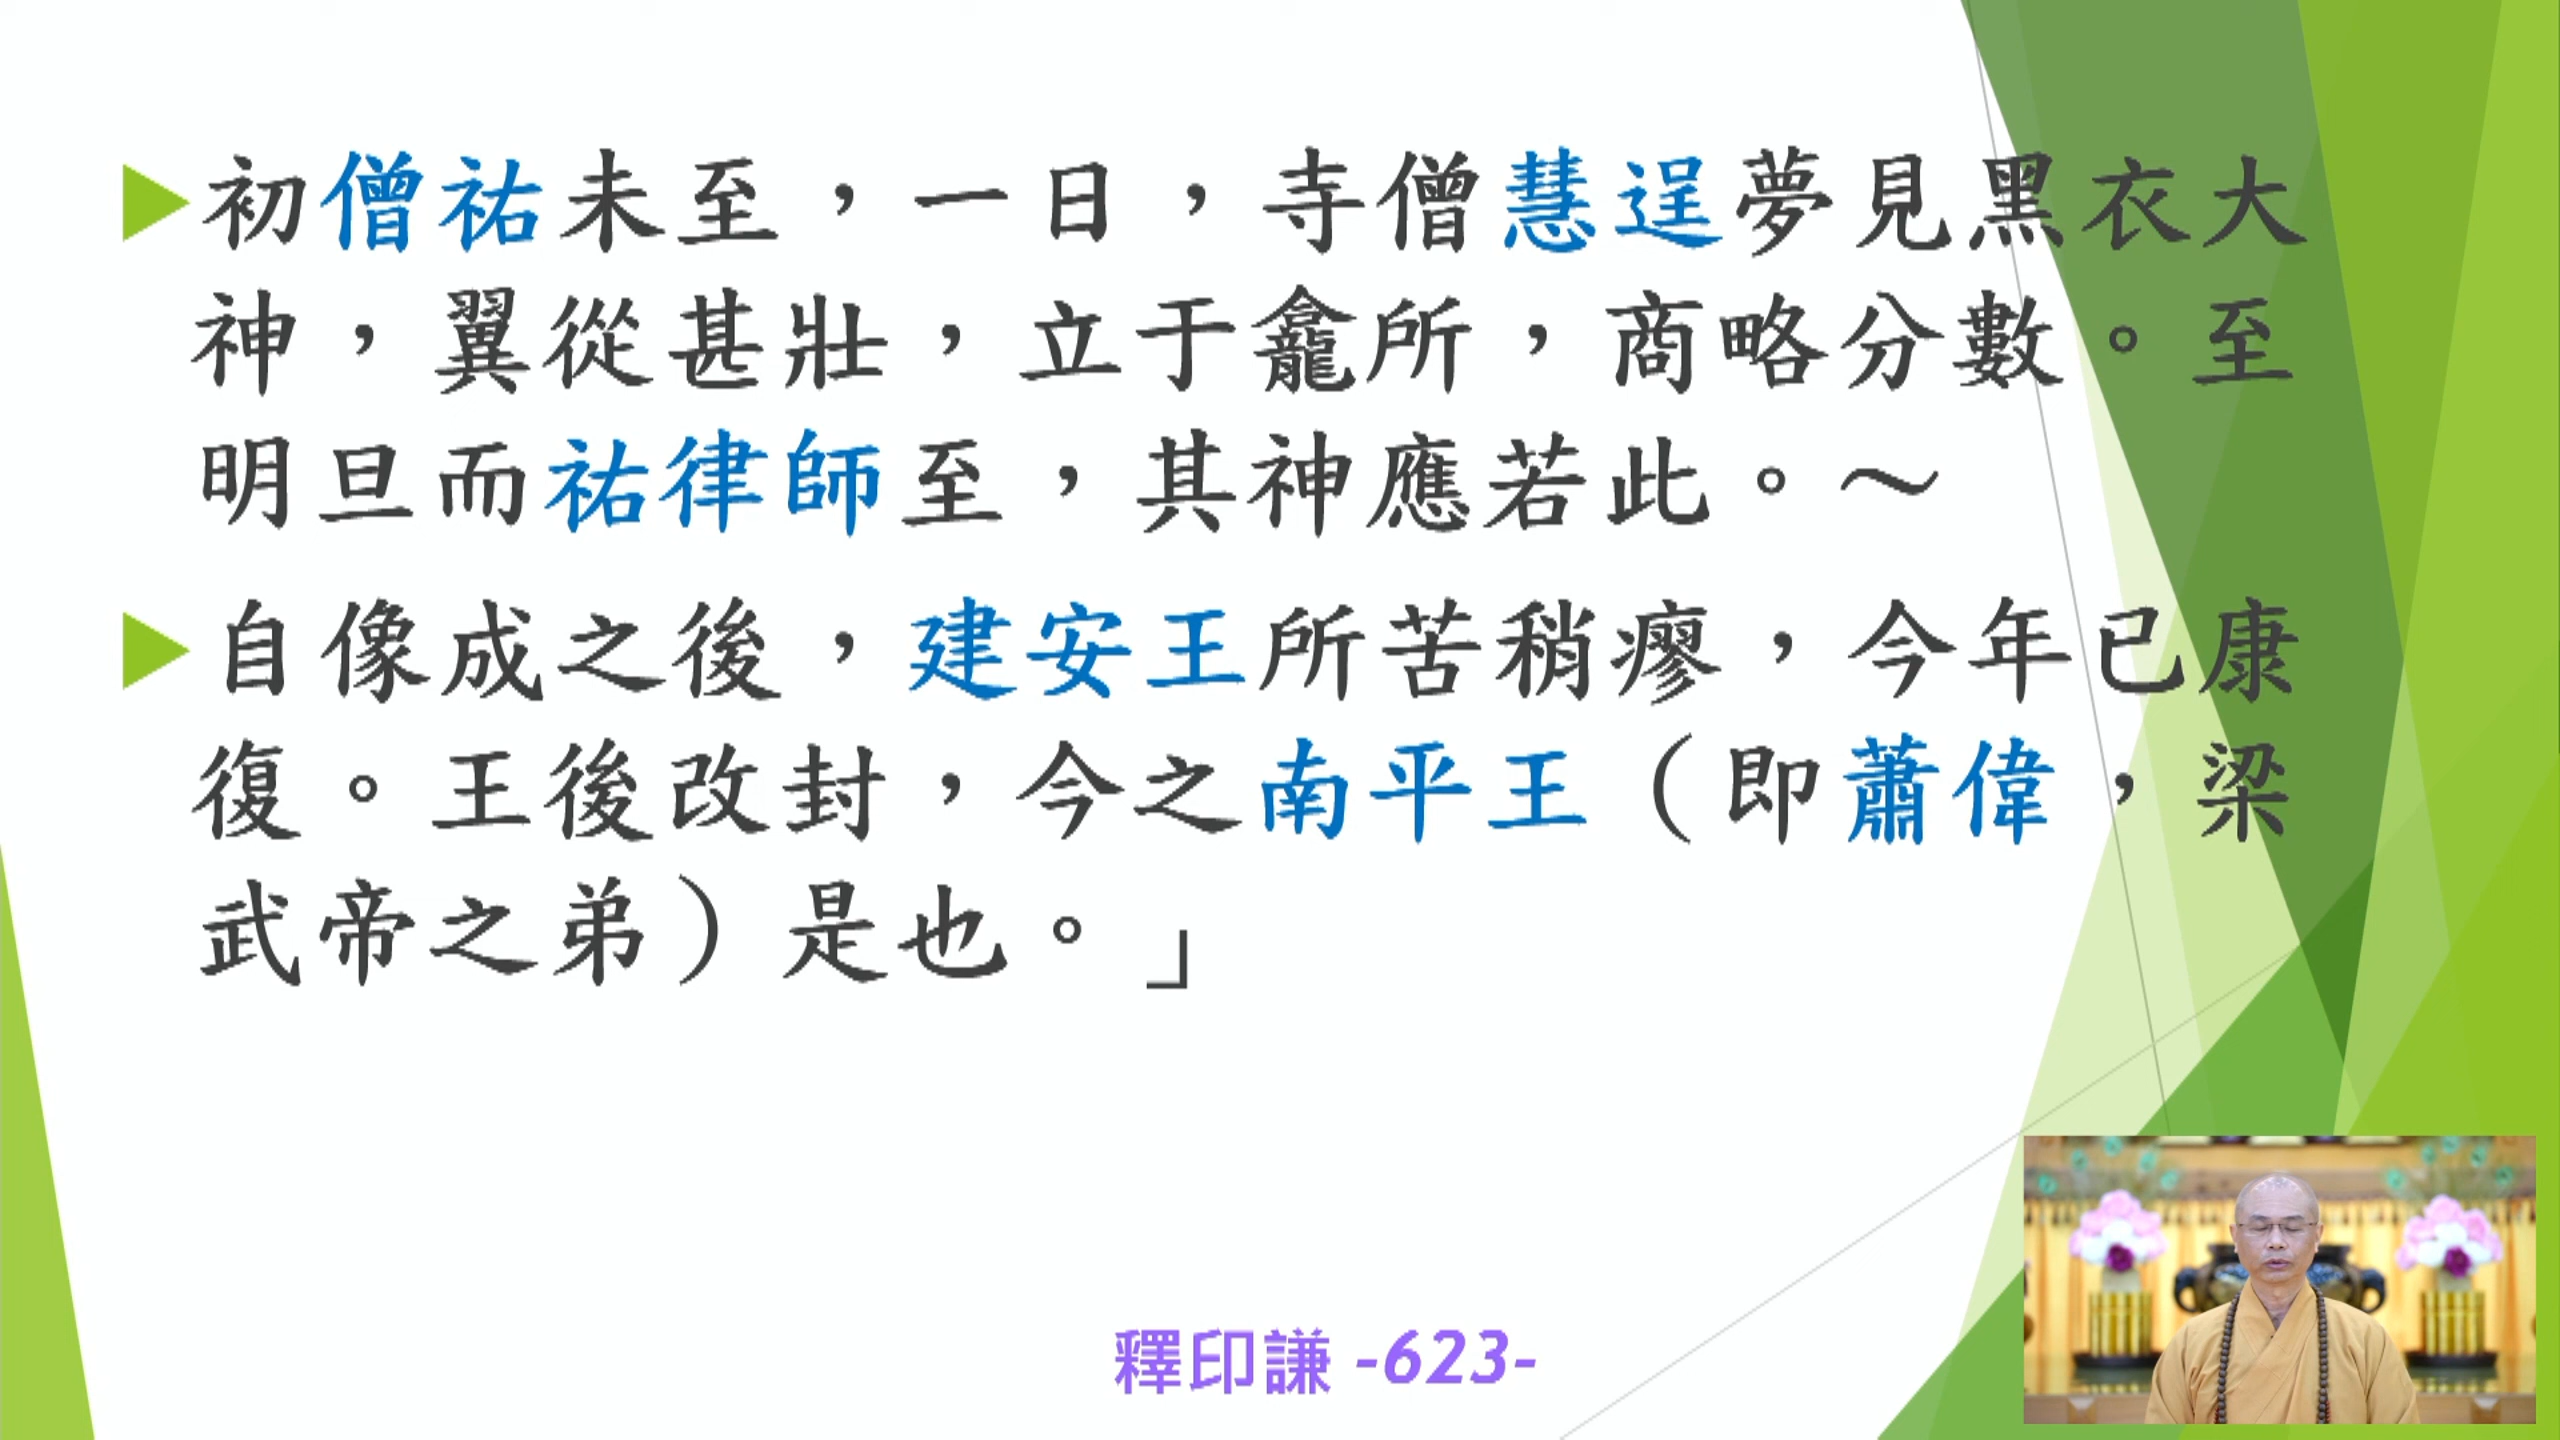 初僧祐未至，一日，寺僧慧逞夢見黑衣大
神，翼從甚壯，立于龕所，商略分數。至
明旦而祐律師至，其神應若此。～
自像成之後，建安王所苦稍瘳，今年已康
復。王後改封，今之南平王（即蕭偉，梁
武帝之弟）是也。」
釋印謙 -623-